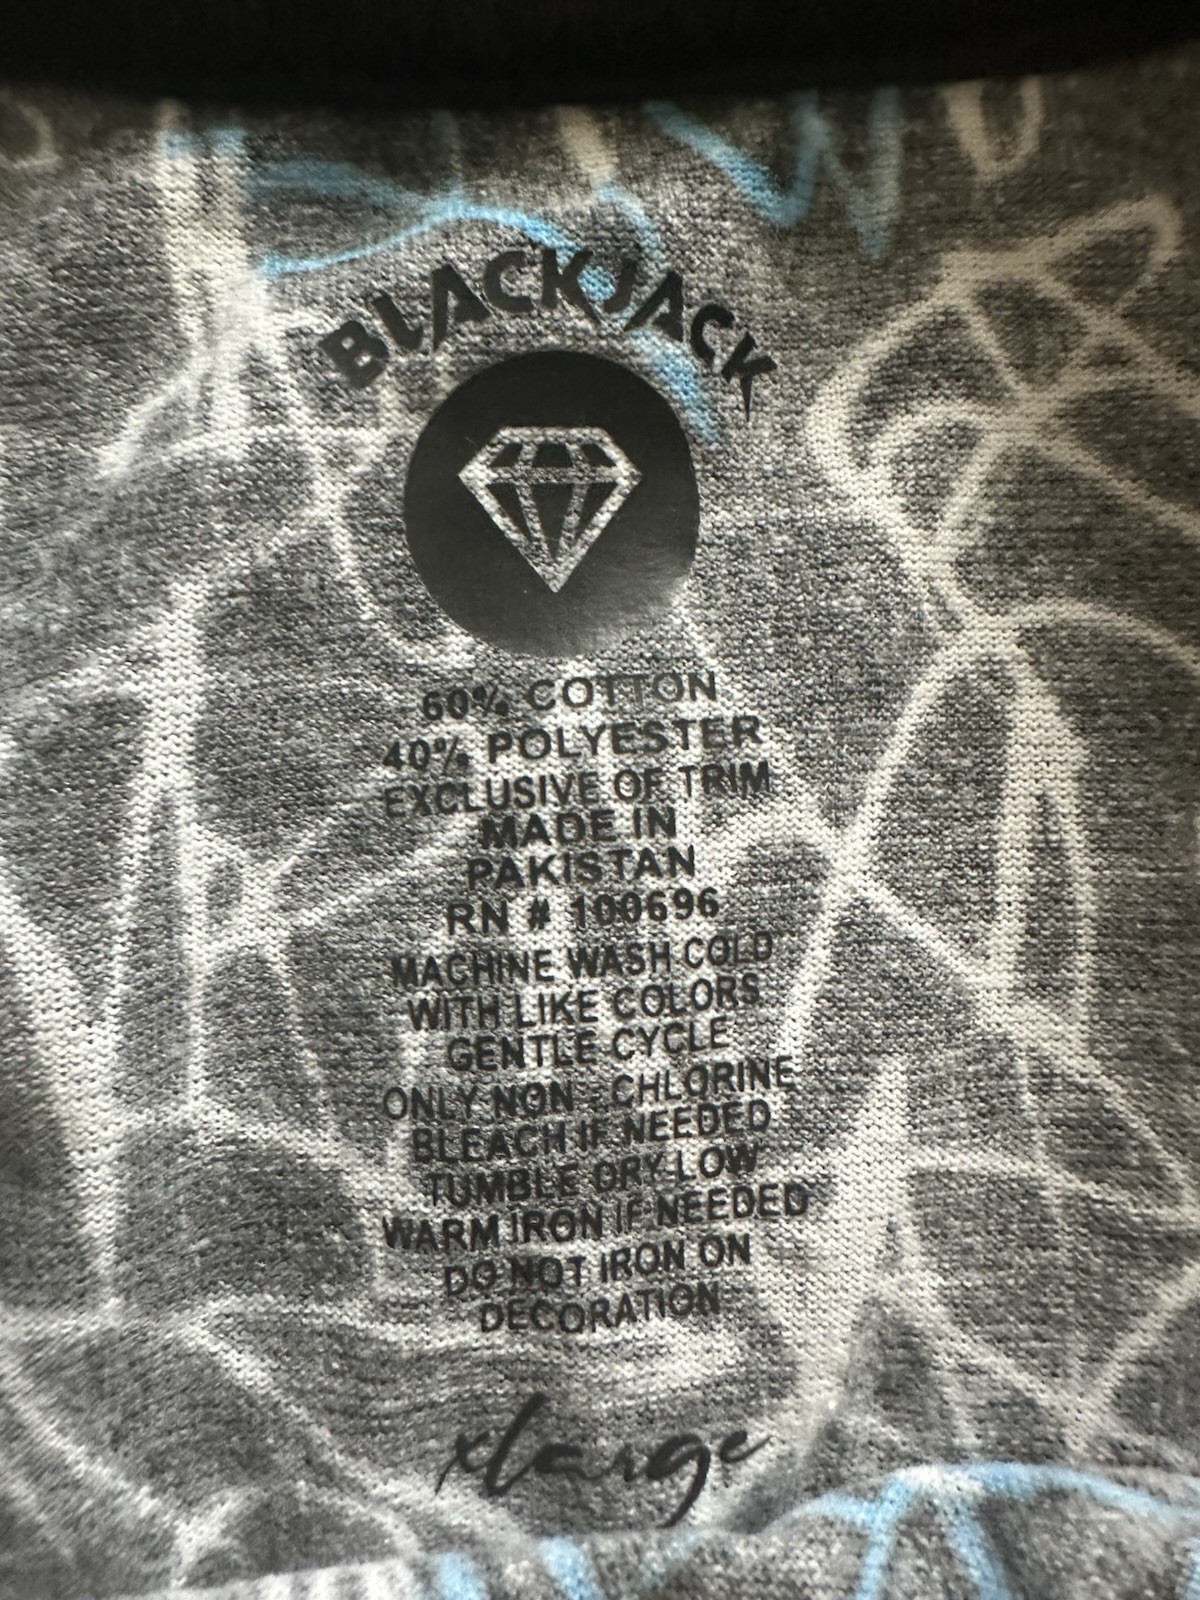 BLACKJACK
60% COTTON
40% POLYESTER
EXCLUSIVE OF TRIM
MADE IN
PAKISTAN
RN # 100696
MACHINE WASH COLD
WITH LIKE COLORS
GENTLE CYCLE
ONLY NON - CHLORINE
BLEACH IF NEEDED
TUMBLE DRY LOW
WARM IRON IF NEEDED
DO NOT IRON ON
DECORATION
xlarge